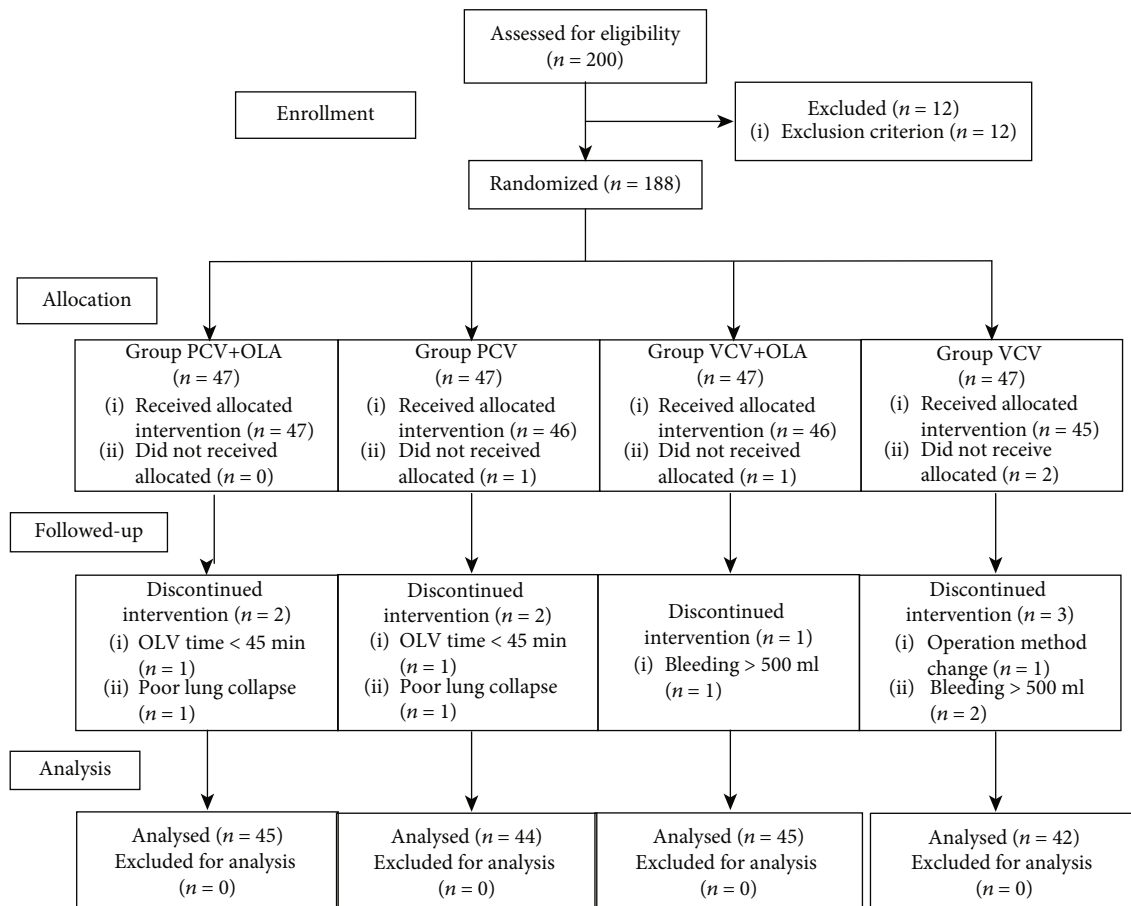 Assessed for eligibility
(n = 200)
Enrollment
Excluded (n = 12)
(i) Exclusion criterion (n = 12)
Randomized (n = 188)
Allocation
Group PCV+OLA
(n = 47)
(i) Received allocated
intervention (n = 47)
(ii) Did not received
allocated (n = 0)
Group PCV
(n = 47)
(i) Received allocated
intervention (n = 46)
(ii) Did not received
allocated (n = 1)
Group VCV+OLA
(n = 47)
(i) Received allocated
intervention (n = 46)
(ii) Did not received
allocated (n = 1)
Group VCV
(n = 47)
(i) Received allocated
intervention (n = 45)
(ii) Did not receive
allocated (n = 2)
Followed-up
Discontinued
intervention (n = 2)
(i) OLV time < 45 min
(n = 1)
(ii) Poor lung collapse
(n = 1)
Discontinued
intervention (n = 2)
(i) OLV time < 45 min
(n = 1)
(ii) Poor lung collapse
(n = 1)
Discontinued
intervention (n = 1)
(i) Bleeding > 500 ml
(n = 1)
Discontinued
intervention (n = 3)
(i) Operation method
change (n = 1)
(ii) Bleeding > 500 ml
(n = 2)
Analysis
Analysed (n = 45)
Excluded for analysis
(n = 0)
Analysed (n = 44)
Excluded for analysis
(n = 0)
Analysed (n = 45)
Excluded for analysis
(n = 0)
Analysed (n = 42)
Excluded for analysis
(n = 0)